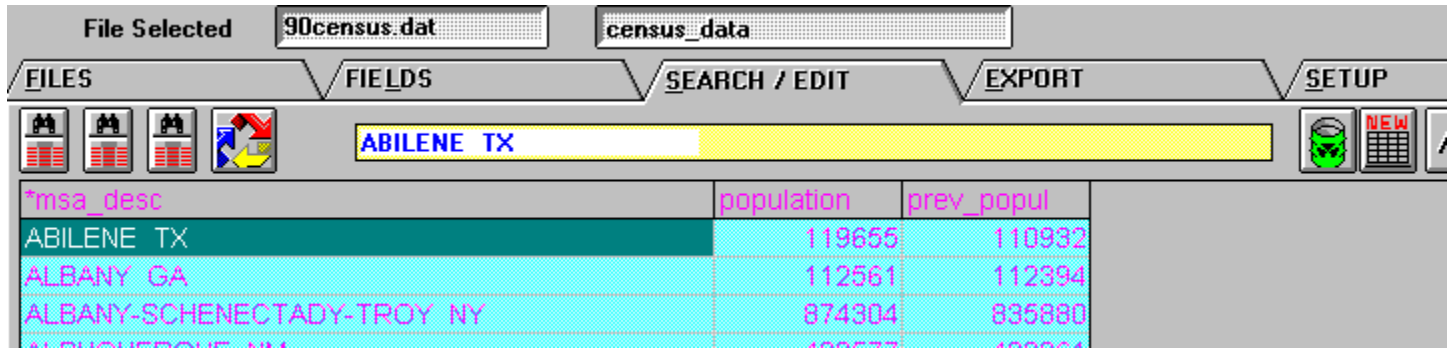 File Selected 90census.dat census_data
FILES FIELDS SEARCH / EDIT EXPORT SETUP
ABILENE TX NEW
*msa_desc population prev_popul
ABILENE TX 119655 110932
ALBANY GA 112561 112394
ALBANY-SCHENECTADY-TROY NY 874304 835880